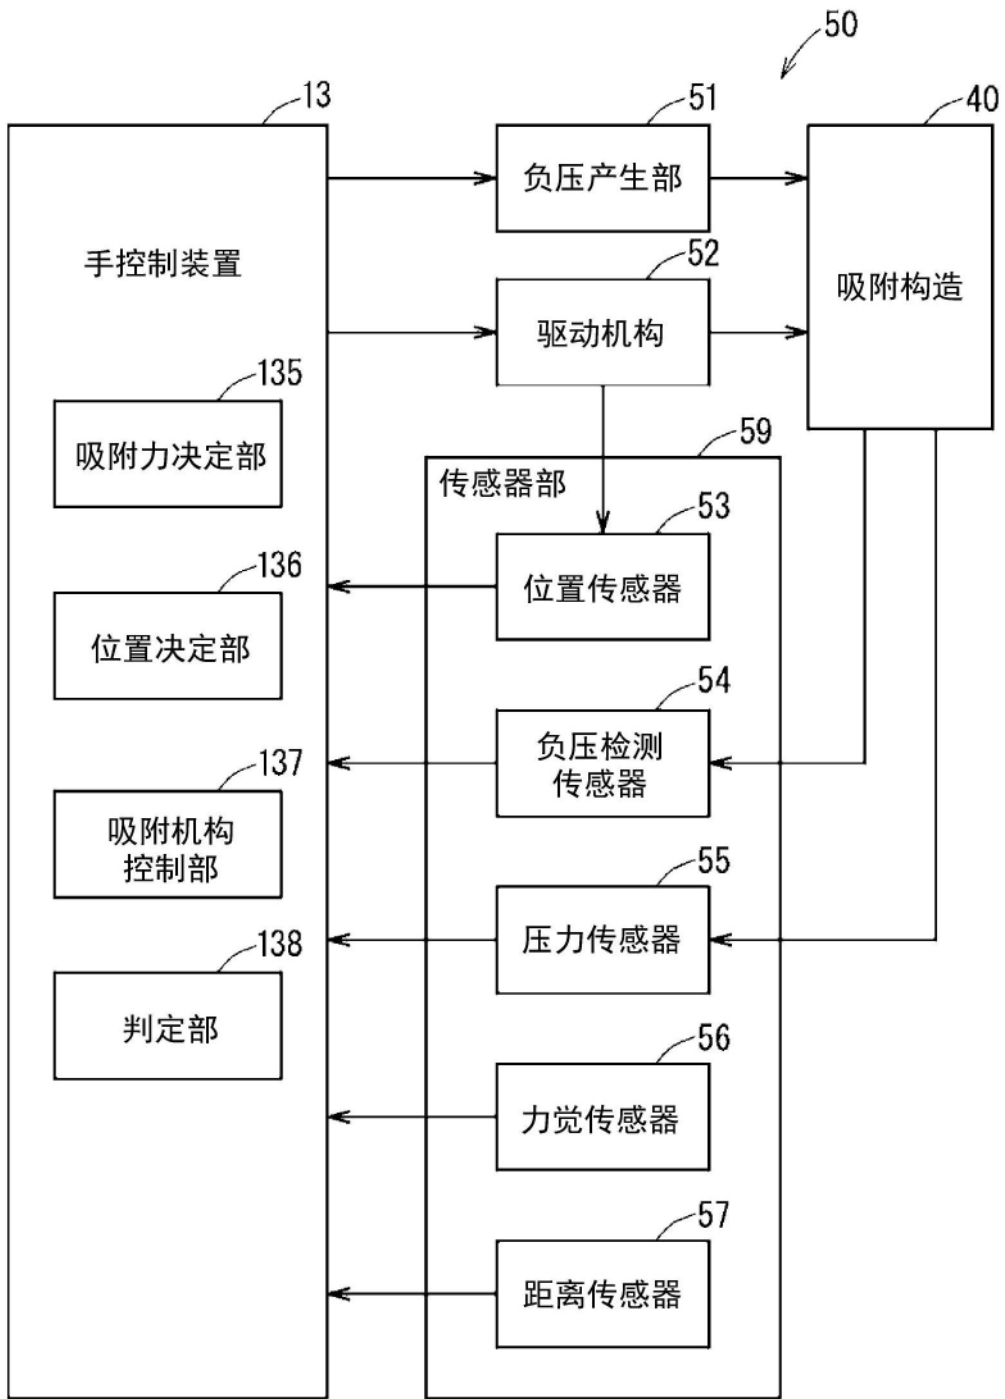 50
13
51
40
负压产生部
手控制装置
52
吸附构造
驱动机构
135
吸附力决定部
59
传感器部
53
位置传感器
136
位置决定部
54
负压检测
传感器
137
吸附机构
控制部
55
压力传感器
138
判定部
56
力觉传感器
57
距离传感器